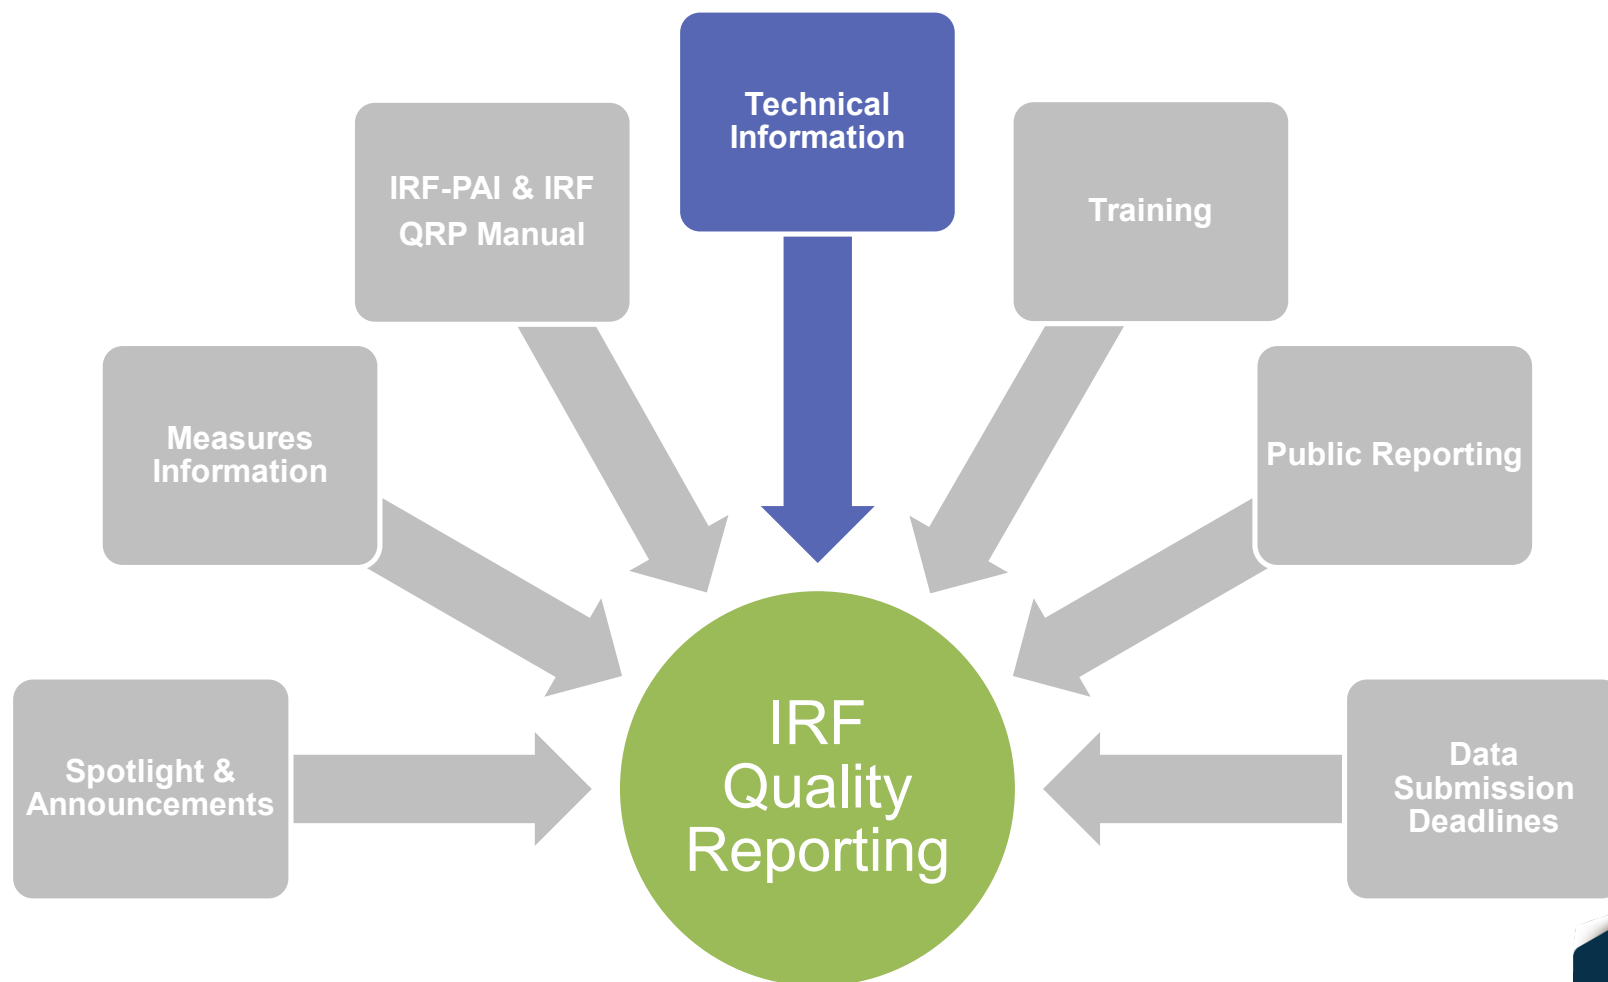 Technical
Information
IRF-PAI & IRF
QRP Manual
Training
Measures
Information
Public Reporting
Spotlight &
Announcements
IRF
Quality
Reporting
Data
Submission
Deadlines